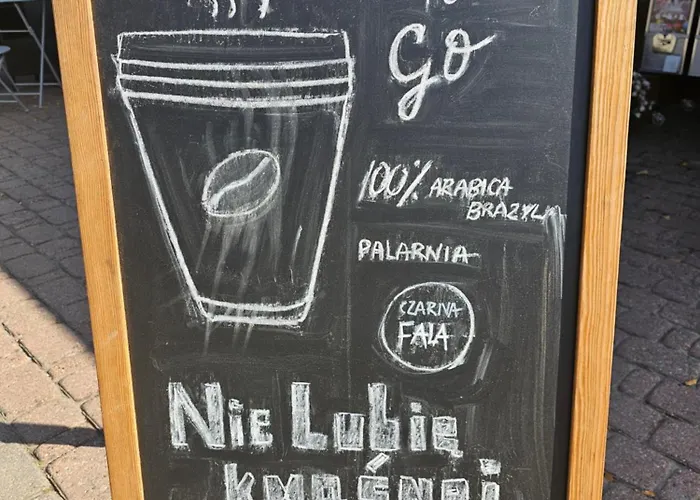 Go
100% ARABICA
BRAZYLIA
PALARNIA
CZARNA
FALA
Nie Lubię